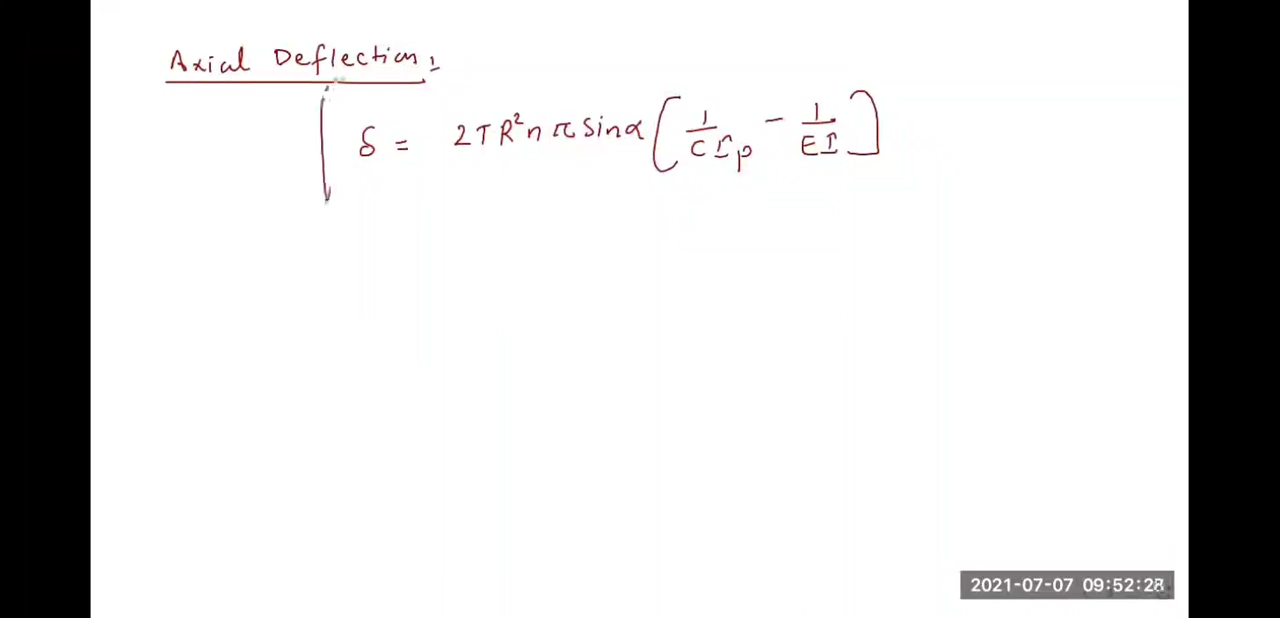 Axial Deflection:
δ = 2TR²nπ sinα [ 1/CIp - 1/EI ]
2021-07-07 09:52:28